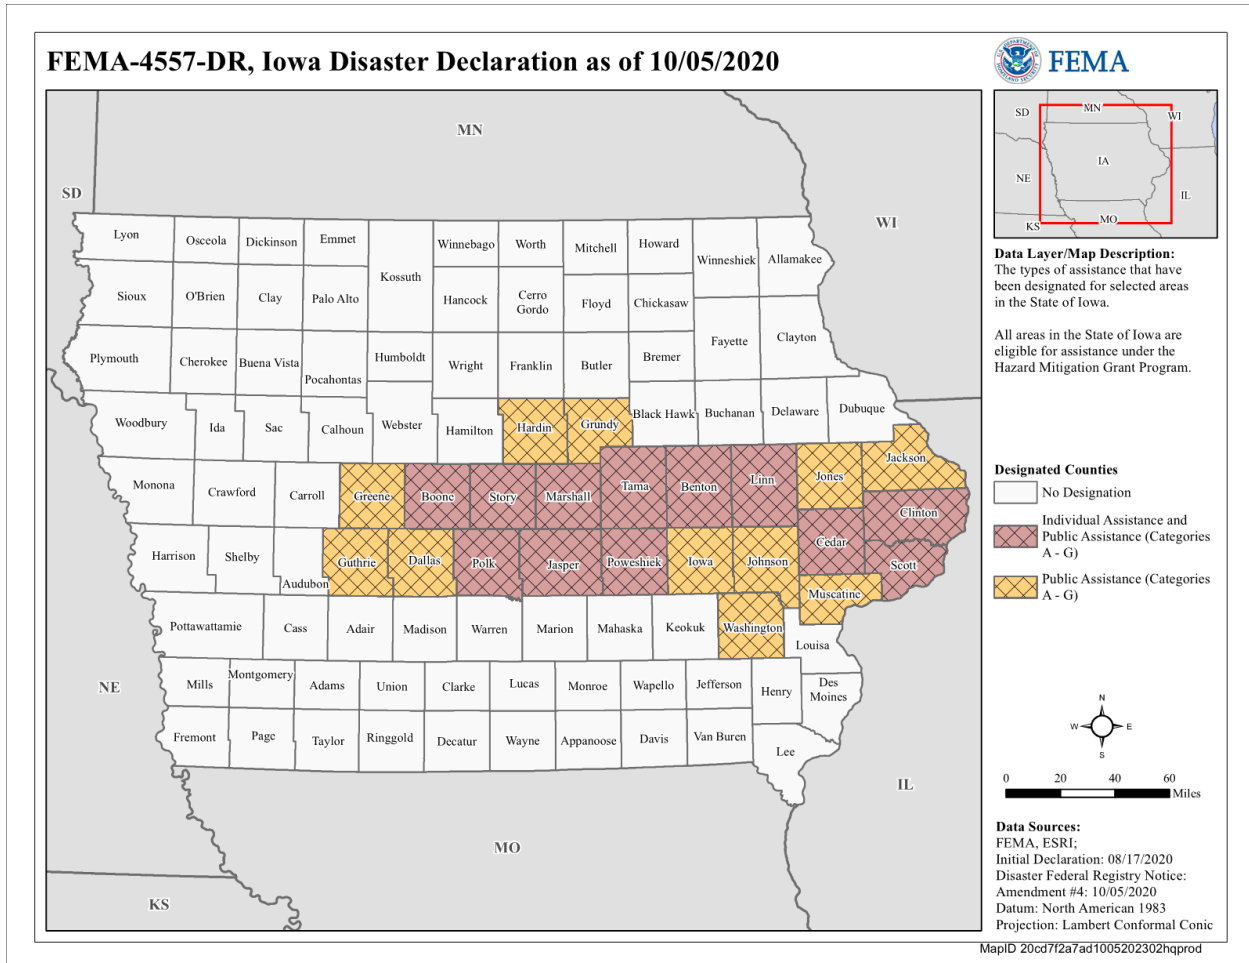 FEMA-4557-DR, Iowa Disaster Declaration as of 10/05/2020
FEMA
MN
SD
WI
NE
IL
KS
MO
IA
SD
MN
WI
NE
IA
IL
KS
MO
Lyon
Osceola
Dickinson
Emmet
Kossuth
Winnebago
Worth
Mitchell
Howard
Winneshiek
Allamakee
Sioux
O'Brien
Clay
Palo Alto
Hancock
Cerro
Gordo
Floyd
Chickasaw
Plymouth
Cherokee
Buena Vista
Pocahontas
Humboldt
Wright
Franklin
Butler
Bremer
Fayette
Clayton
Woodbury
Ida
Sac
Calhoun
Webster
Hamilton
Hardin
Grundy
Black Hawk
Buchanan
Delaware
Dubuque
Monona
Crawford
Carroll
Greene
Boone
Story
Marshall
Tama
Benton
Linn
Jones
Jackson
Clinton
Harrison
Shelby
Audubon
Guthrie
Dallas
Polk
Jasper
Poweshiek
Iowa
Johnson
Cedar
Scott
Muscatine
Pottawattamie
Cass
Adair
Madison
Warren
Marion
Mahaska
Keokuk
Washington
Louisa
Mills
Montgomery
Adams
Union
Clarke
Lucas
Monroe
Wapello
Jefferson
Henry
Des
Moines
Fremont
Page
Taylor
Ringgold
Decatur
Wayne
Appanoose
Davis
Van Buren
Lee
Data Layer/Map Description:
The types of assistance that have
been designated for selected areas
in the State of Iowa.
All areas in the State of Iowa are
eligible for assistance under the
Hazard Mitigation Grant Program.
Designated Counties
No Designation
Individual Assistance and
Public Assistance (Categories
A - G)
Public Assistance (Categories
A - G)
N
W
E
S
0 20 40 60
Miles
Data Sources:
FEMA, ESRI;
Initial Declaration: 08/17/2020
Disaster Federal Registry Notice:
Amendment #4: 10/05/2020
Datum: North American 1983
Projection: Lambert Conformal Conic
MapID 20cd7f2a7ad1005202302hqprod